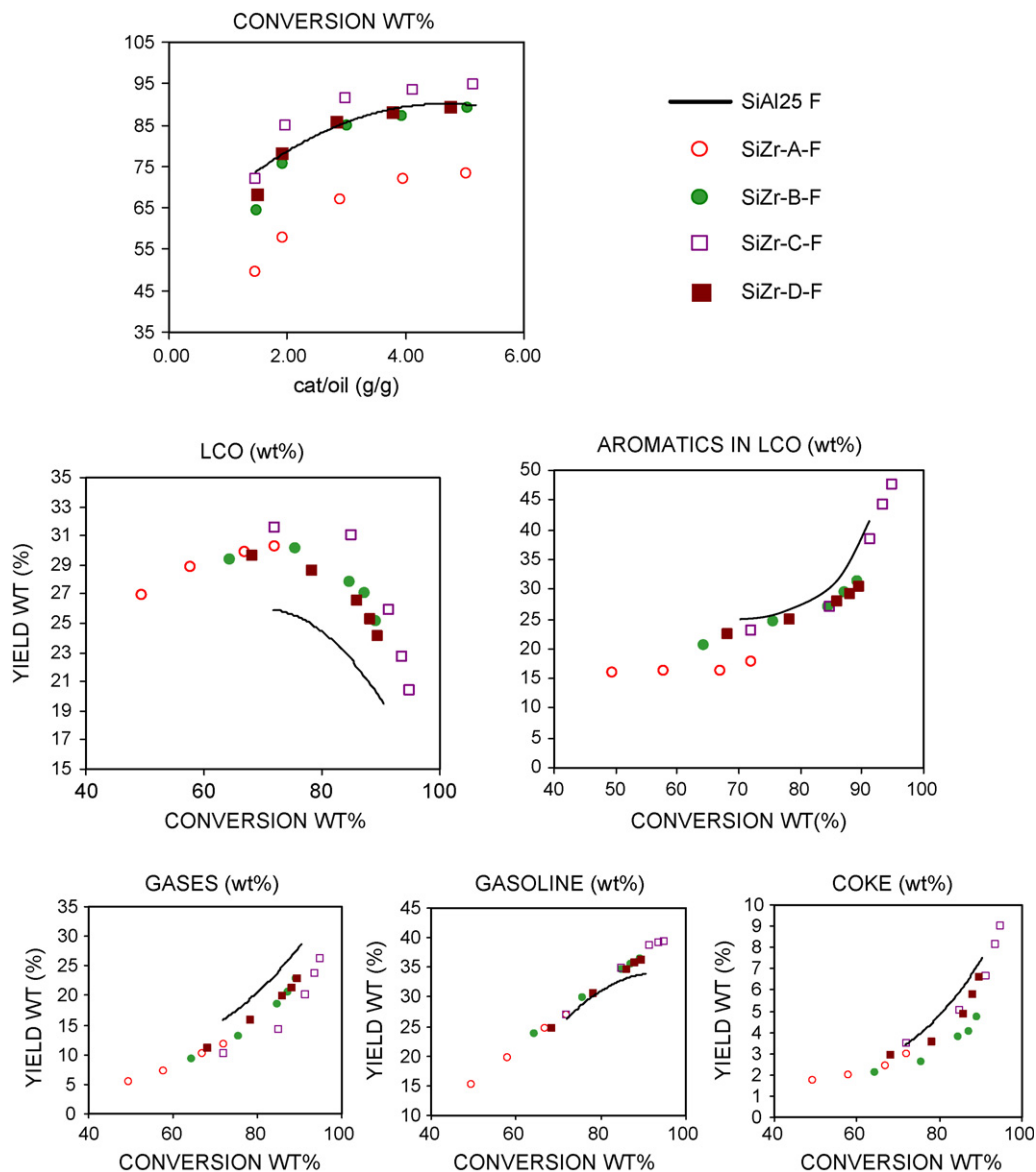 CONVERSION WT%
105
95
85
75
65
55
45
35
0.00 2.00 4.00 6.00
cat/oil (g/g)
SiAl25 F
SiZr-A-F
SiZr-B-F
SiZr-C-F
SiZr-D-F
LCO (wt%)
YIELD WT (%)
35
33
31
29
27
25
23
21
19
17
15
40 60 80 100
CONVERSION WT%
AROMATICS IN LCO (wt%)
50
45
40
35
30
25
20
15
10
5
0
40 50 60 70 80 90 100
CONVERSION WT(%)
GASES (wt%)
YIELD WT (%)
35
30
25
20
15
10
5
0
40 60 80 100
CONVERSION WT%
GASOLINE (wt%)
YIELD WT (%)
45
40
35
30
25
20
15
10
40 60 80 100
CONVERSION WT%
COKE (wt%)
YIELD WT (%)
10
9
8
7
6
5
4
3
2
1
0
40 60 80 100
CONVERSION WT%